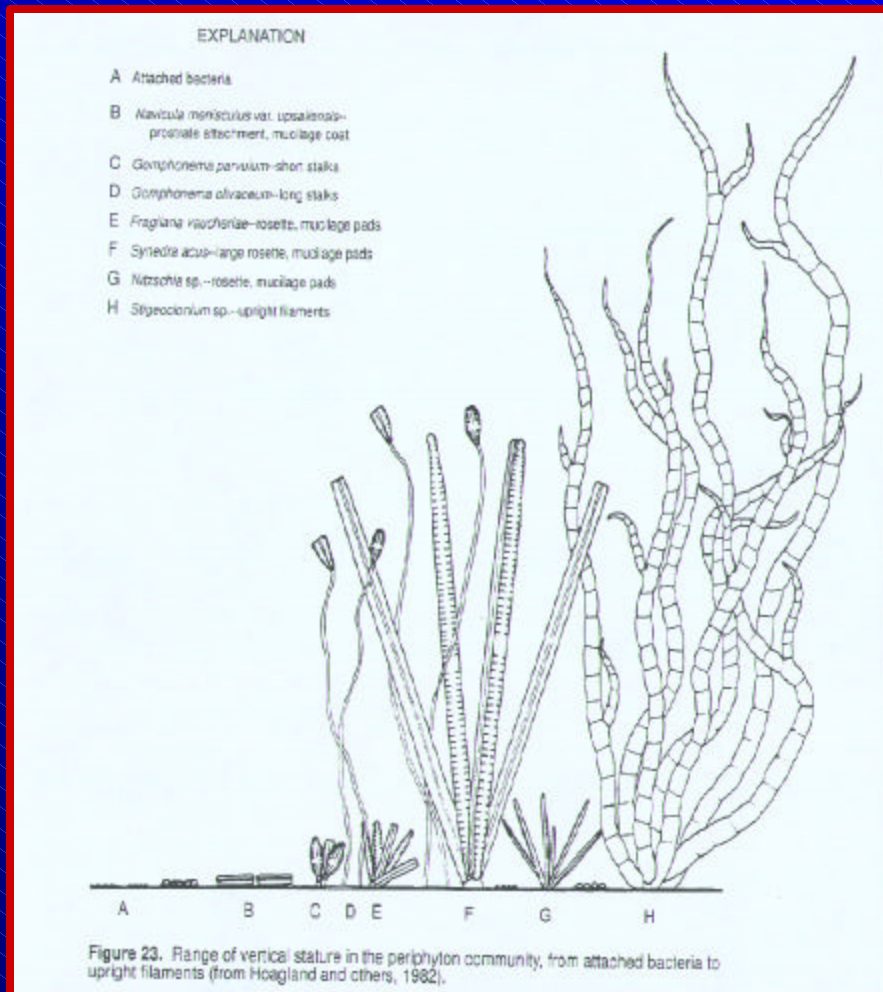 EXPLANATION
A Attached bacteria
B Navicula menisculus var. upsaliensis--
prostrate attachment, mucilage coat
C Gomphonema parvulum--short stalks
D Gomphonema olivaceum--long stalks
E Fragilaria vaucheriae--rosette, mucilage pads
F Synedra acus--large rosette, mucilage pads
G Nitzschia sp.--rosette, mucilage pads
H Stigeoclonium sp.--upright filaments
A B C D E F G H
Figure 23. Range of vertical stature in the periphyton community, from attached bacteria to
upright filaments (from Hoagland and others, 1982).